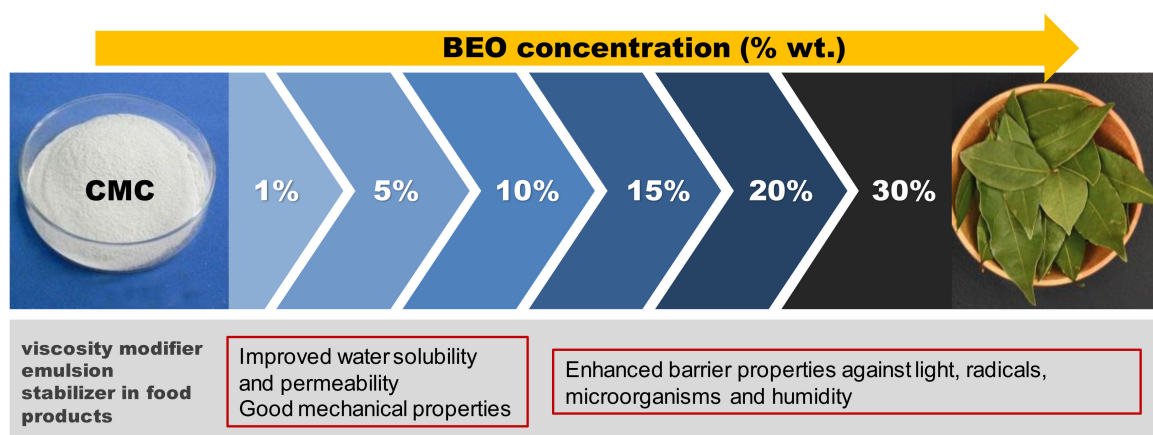 BEO concentration (% wt.)
CMC
1%
5%
10%
15%
20%
30%
viscosity modifier
emulsion
stabilizer in food
products
Improved water solubility
and permeability
Good mechanical properties
Enhanced barrier properties against light, radicals,
microorganisms and humidity